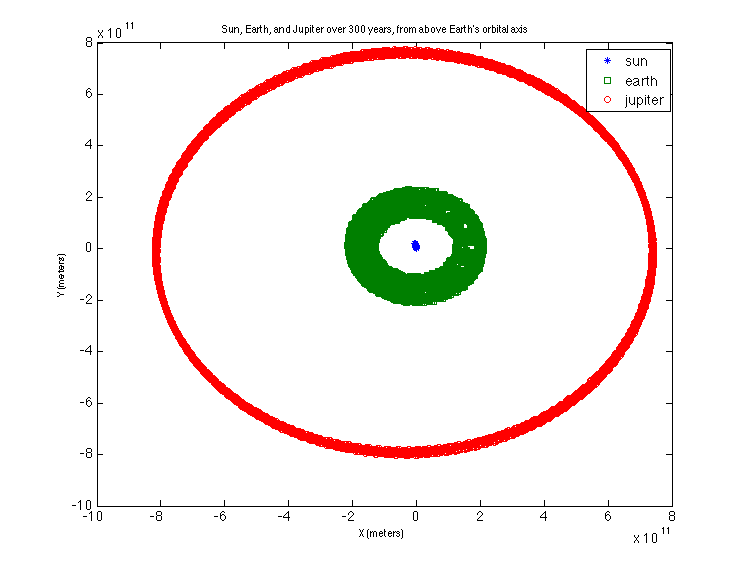 Sun, Earth, and Jupiter over 300 years, from above Earth's orbital axis
x 10^11
8
6
4
2
0
-2
-4
-6
-8
-10
Y (meters)
sun
earth
jupiter
-10 -8 -6 -4 -2 0 2 4 6 8
X (meters)
x 10^11